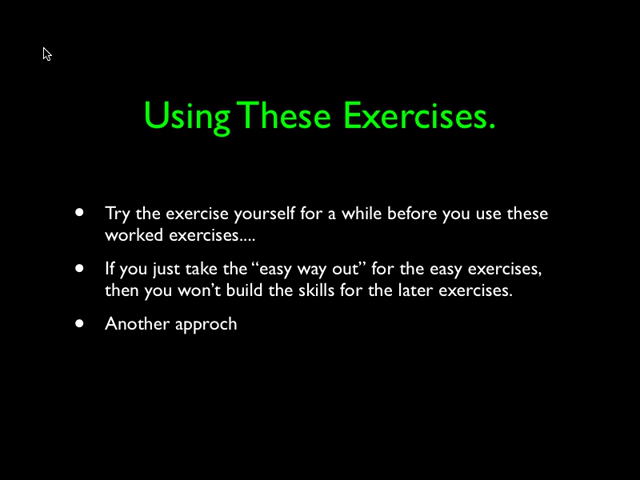 Using These Exercises.
• Try the exercise yourself for a while before you use these
worked exercises....
• If you just take the “easy way out” for the easy exercises,
then you won’t build the skills for the later exercises.
• Another approch